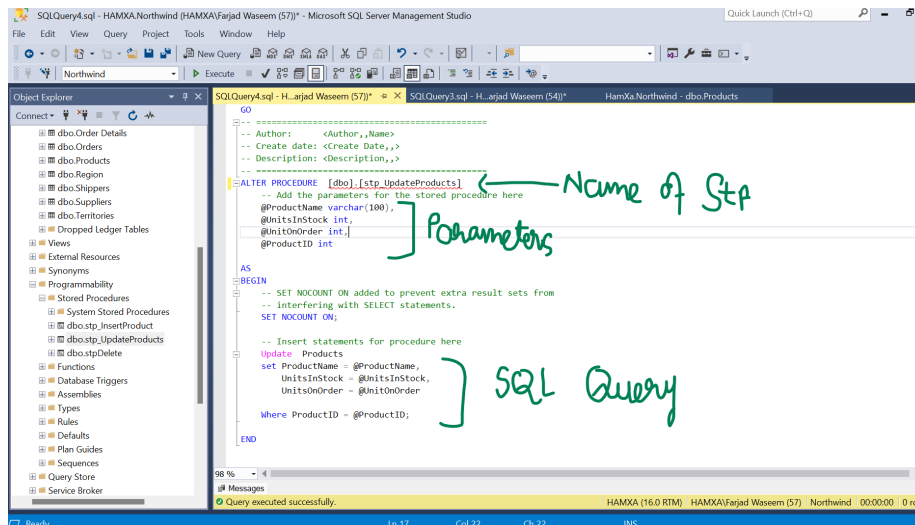 SQLQuery4.sql - HAMXA.Northwind (HAMXA\Farjad Waseem (57))* - Microsoft SQL Server Management Studio
Quick Launch (Ctrl+Q)
File Edit View Query Project Tools Window Help
New Query
Northwind
Execute
Object Explorer
SQLQuery4.sql - H...arjad Waseem (57))* SQLQuery3.sql - H...arjad Waseem (54))* HamXa.Northwind - dbo.Products
Connect
dbo.Order Details
dbo.Orders
dbo.Products
dbo.Region
dbo.Shippers
dbo.Suppliers
dbo.Territories
Dropped Ledger Tables
Views
External Resources
Synonyms
Programmability
Stored Procedures
System Stored Procedures
dbo.stp_InsertProduct
dbo.stp_UpdateProducts
dbo.stpDelete
Functions
Database Triggers
Assemblies
Types
Rules
Defaults
Plan Guides
Sequences
Query Store
Service Broker
GO
-- =============================================
-- Author: <Author,,Name>
-- Create date: <Create Date,,>
-- Description: <Description,,>
-- =============================================
ALTER PROCEDURE [dbo].[stp_UpdateProducts]
Name of Stp
-- Add the parameters for the stored procedure here
@ProductName varchar(100),
@UnitsInStock int,
@UnitOnOrder int,
@ProductID int
Parameters
AS
BEGIN
-- SET NOCOUNT ON added to prevent extra result sets from
-- interfering with SELECT statements.
SET NOCOUNT ON;
-- Insert statements for procedure here
Update Products
set ProductName = @ProductName,
UnitsInStock = @UnitsInStock,
UnitsOnOrder = @UnitOnOrder
Where ProductID = @ProductID;
SQL Query
END
98 %
Messages
Query executed successfully. HAMXA (16.0 RTM) HAMXA\Farjad Waseem (57) Northwind 00:00:00
Ready Ln 17 Col 22 Ch 22 INS